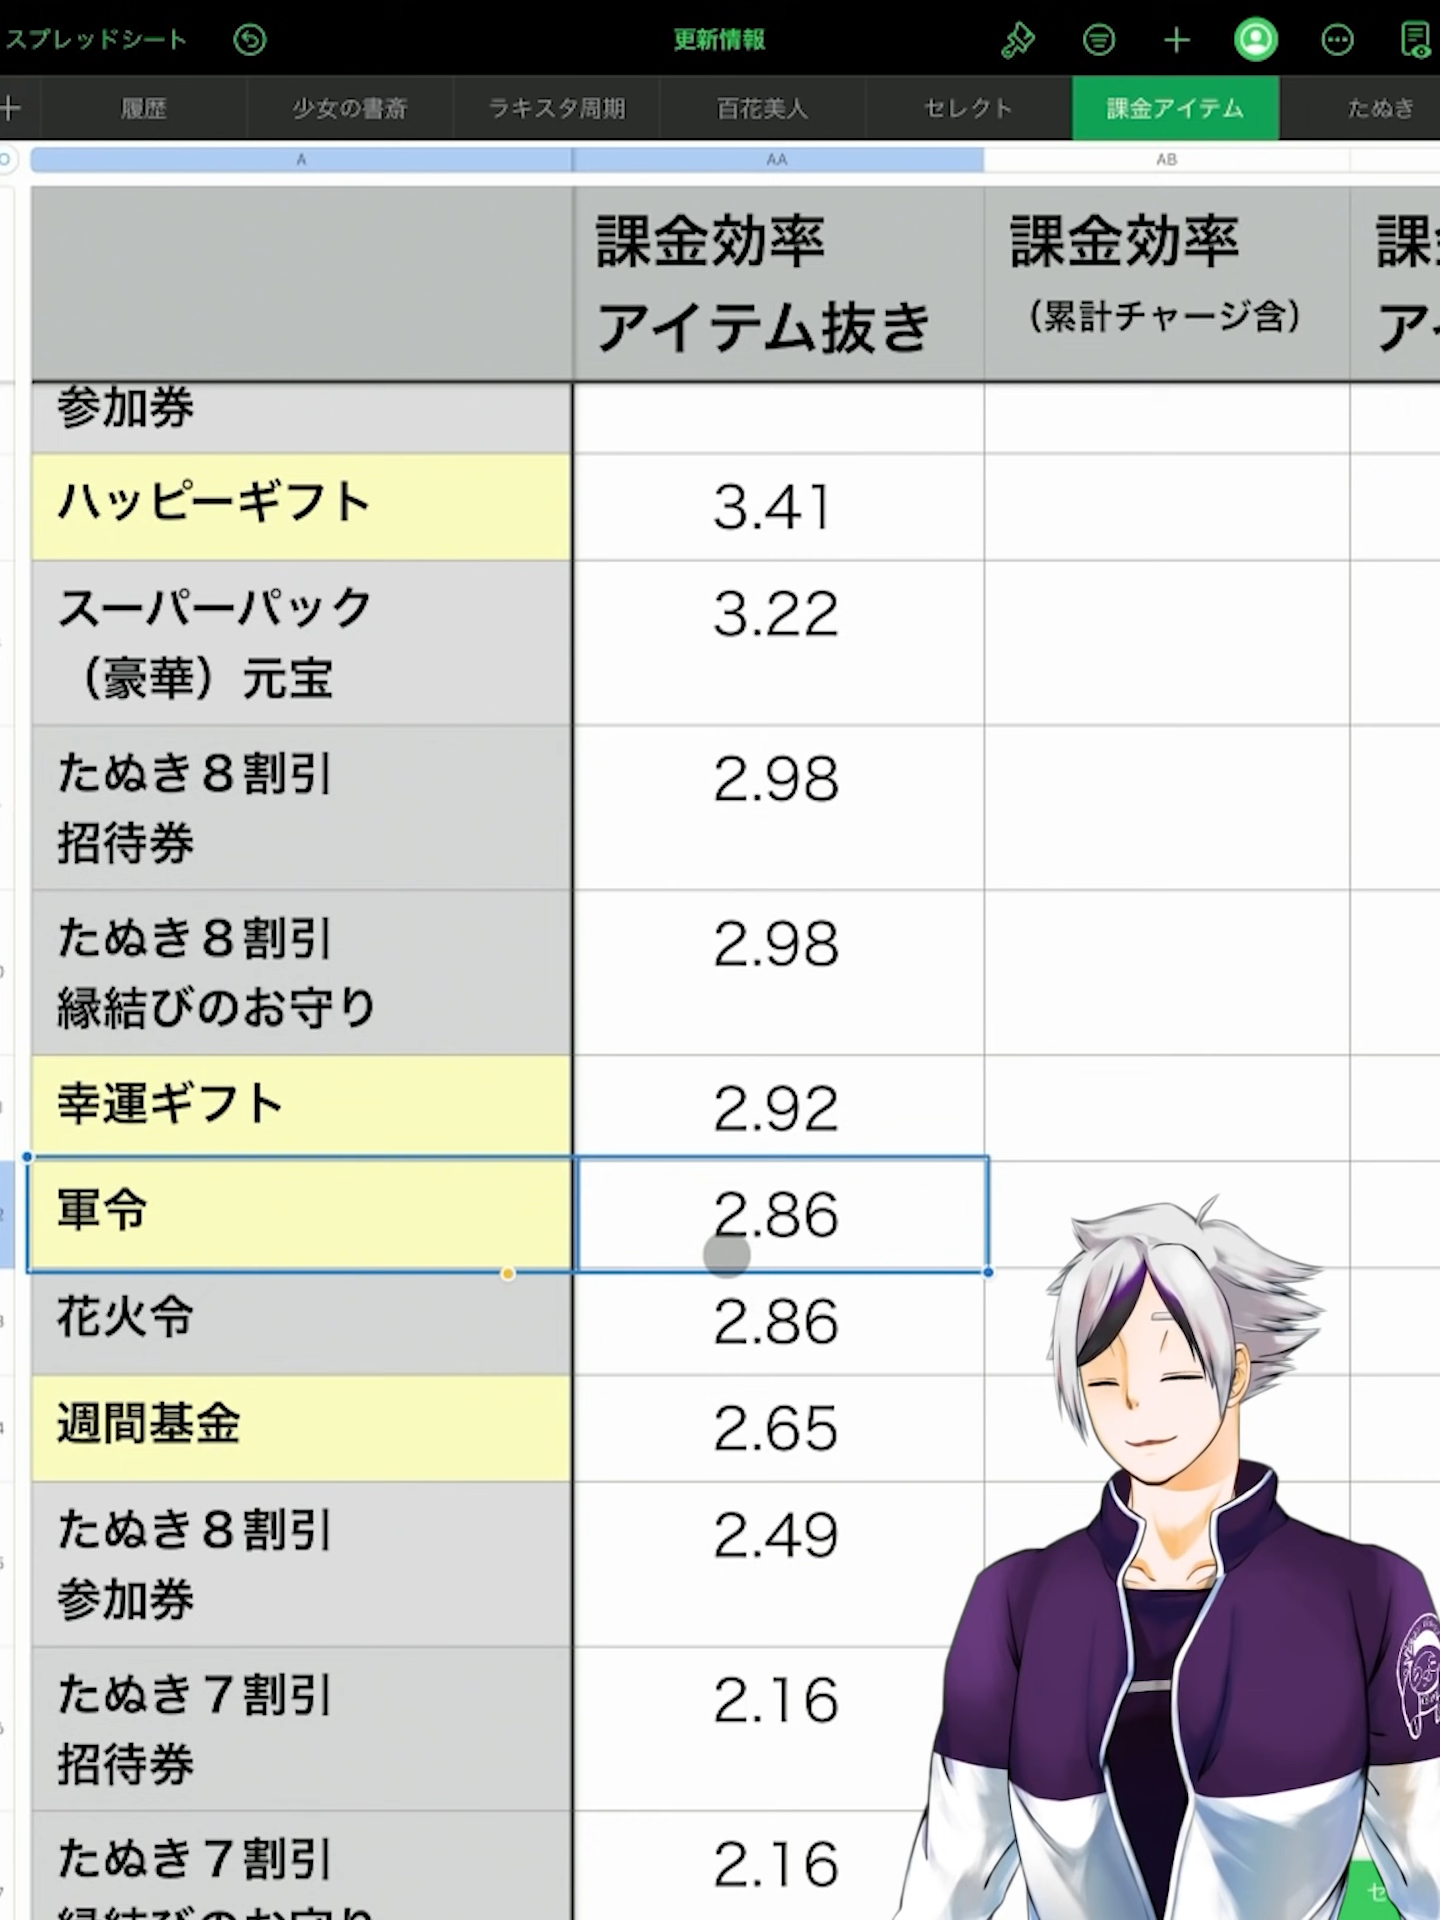 スプレッドシート
更新情報
履歴
少女の書斎
ラキスタ周期
百花美人
セレクト
課金アイテム
たぬき
A
AA
AB
課金効率
アイテム抜き
課金効率
（累計チャージ含）
参加券
ハッピーギフト
3.41
スーパーパック
（豪華）元宝
3.22
たぬき８割引
招待券
2.98
たぬき８割引
縁結びのお守り
2.98
幸運ギフト
2.92
軍令
2.86
花火令
2.86
週間基金
2.65
たぬき８割引
参加券
2.49
たぬき７割引
招待券
2.16
たぬき７割引
縁結びのお守り
2.16
セ